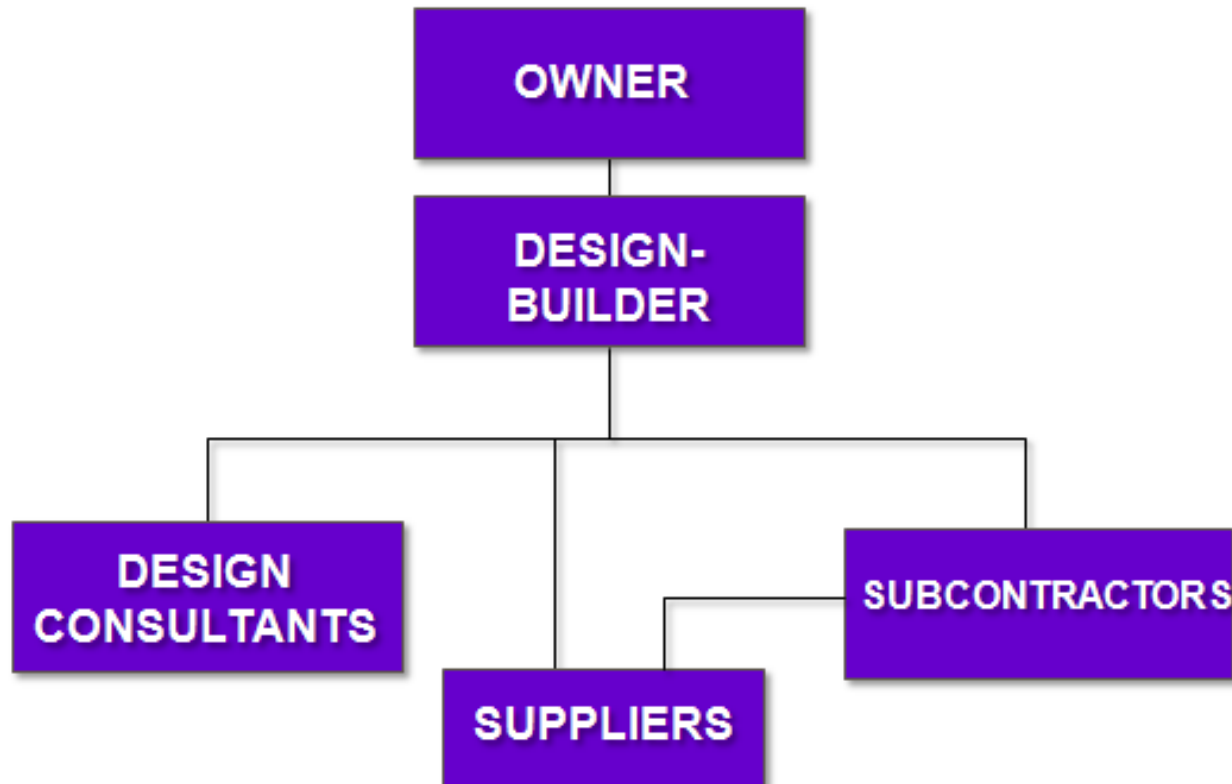 OWNER
DESIGN-
BUILDER
DESIGN
CONSULTANTS
SUBCONTRACTORS
SUPPLIERS